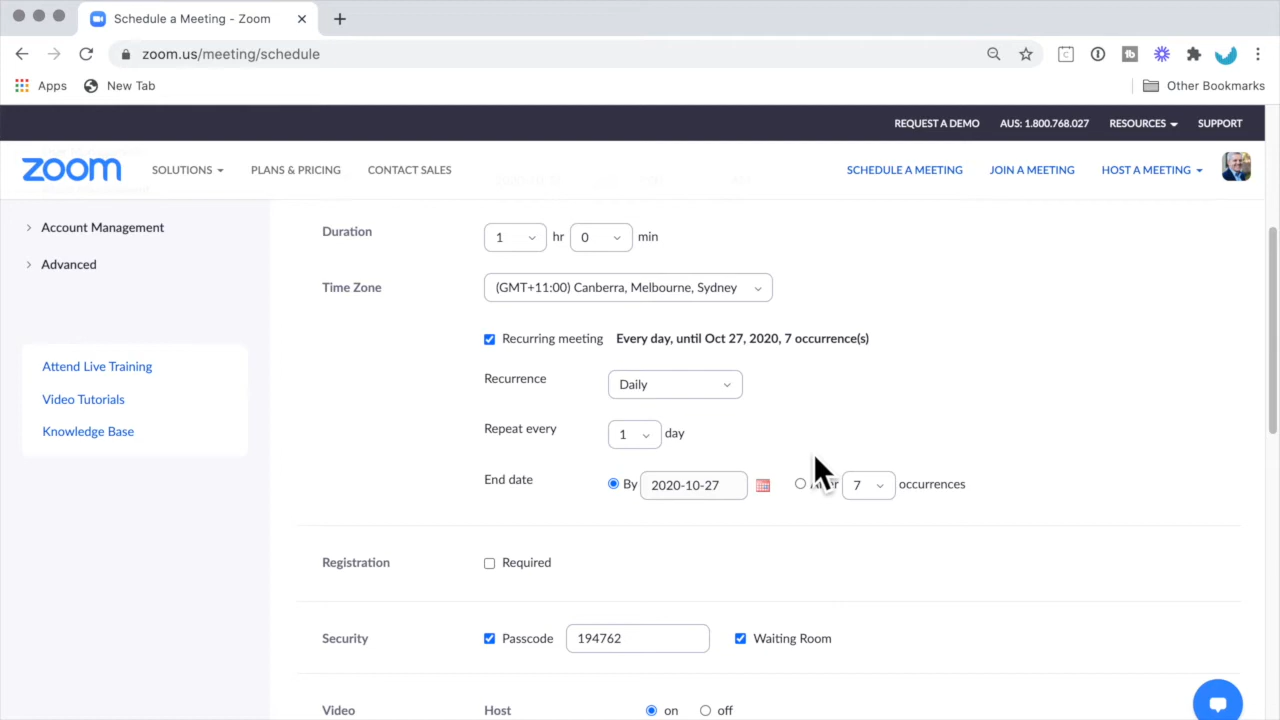 Schedule a Meeting - Zoom
zoom.us/meeting/schedule
Apps New Tab Other Bookmarks
REQUEST A DEMO AUS: 1.800.768.027 RESOURCES SUPPORT
zoom SOLUTIONS PLANS & PRICING CONTACT SALES SCHEDULE A MEETING JOIN A MEETING HOST A MEETING
Account Management
Advanced
Attend Live Training
Video Tutorials
Knowledge Base
Duration 1 hr 0 min
Time Zone (GMT+11:00) Canberra, Melbourne, Sydney
Recurring meeting Every day, until Oct 27, 2020, 7 occurrence(s)
Recurrence Daily
Repeat every 1 day
End date By 2020-10-27 7 occurrences
Registration Required
Security Passcode 194762 Waiting Room
Video Host on off